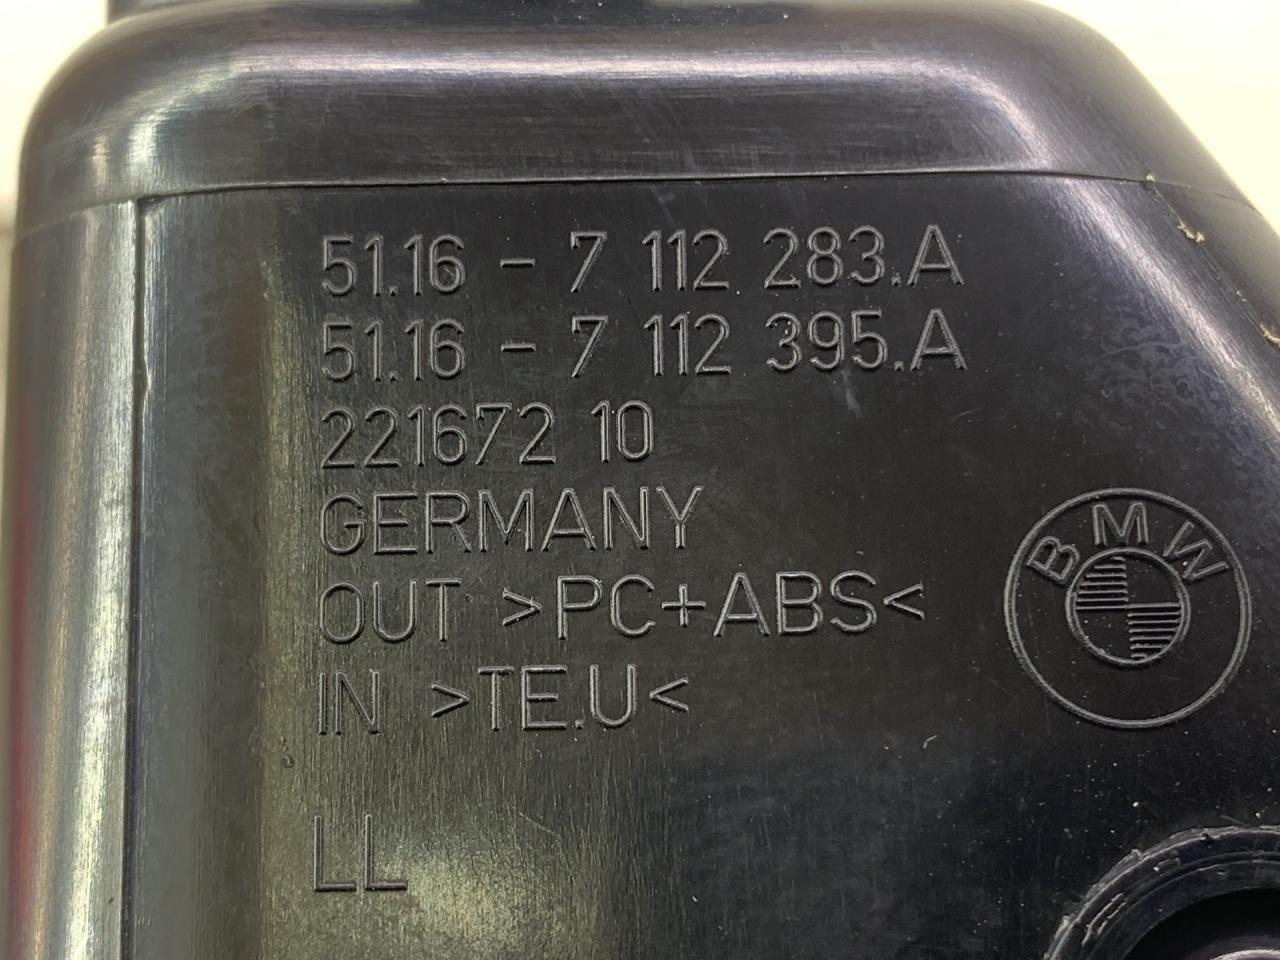 51.16 - 7 112 283.A
51.16 - 7 112 395.A
221672 10
GERMANY
OUT >PC+ABS<
IN >TE.U<
LL
BMW